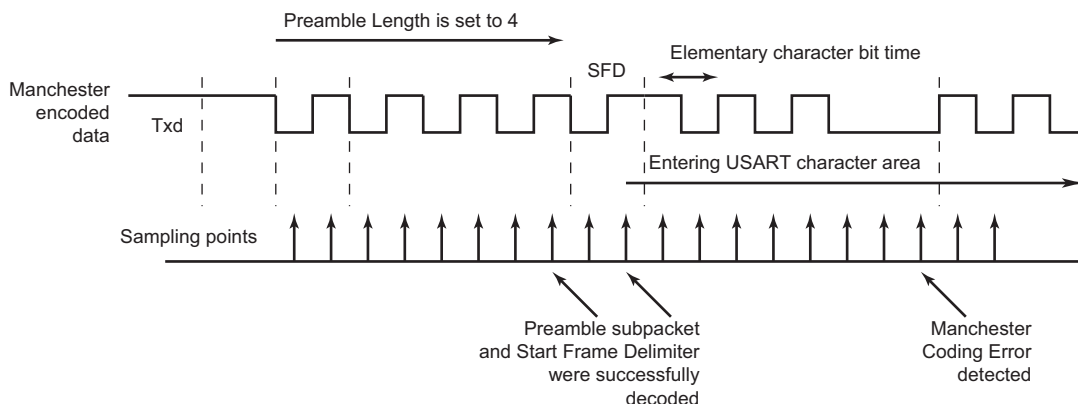 Preamble Length is set to 4
Elementary character bit time
SFD
Manchester
encoded
data
Txd
Entering USART character area
Sampling points
Preamble subpacket
and Start Frame Delimiter
were successfully
decoded
Manchester
Coding Error
detected